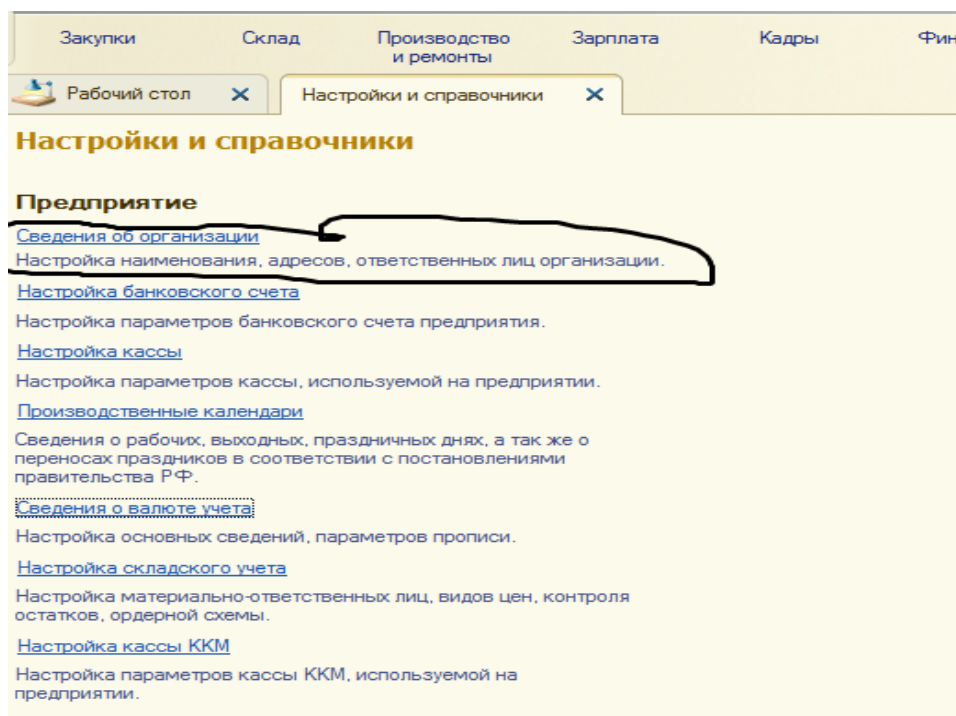 Закупки Склад Производство и ремонты Зарплата Кадры Фин
Рабочий стол Настройки и справочники
Настройки и справочники
Предприятие
Сведения об организации
Настройка наименования, адресов, ответственных лиц организации.
Настройка банковского счета
Настройка параметров банковского счета предприятия.
Настройка кассы
Настройка параметров кассы, используемой на предприятии.
Производственные календари
Сведения о рабочих, выходных, праздничных днях, а так же о
переносах праздников в соответствии с постановлениями
правительства РФ.
Сведения о валюте учета
Настройка основных сведений, параметров прописи.
Настройка складского учета
Настройка материально-ответственных лиц, видов цен, контроля
остатков, ордерной схемы.
Настройка кассы ККМ
Настройка параметров кассы ККМ, используемой на
предприятии.